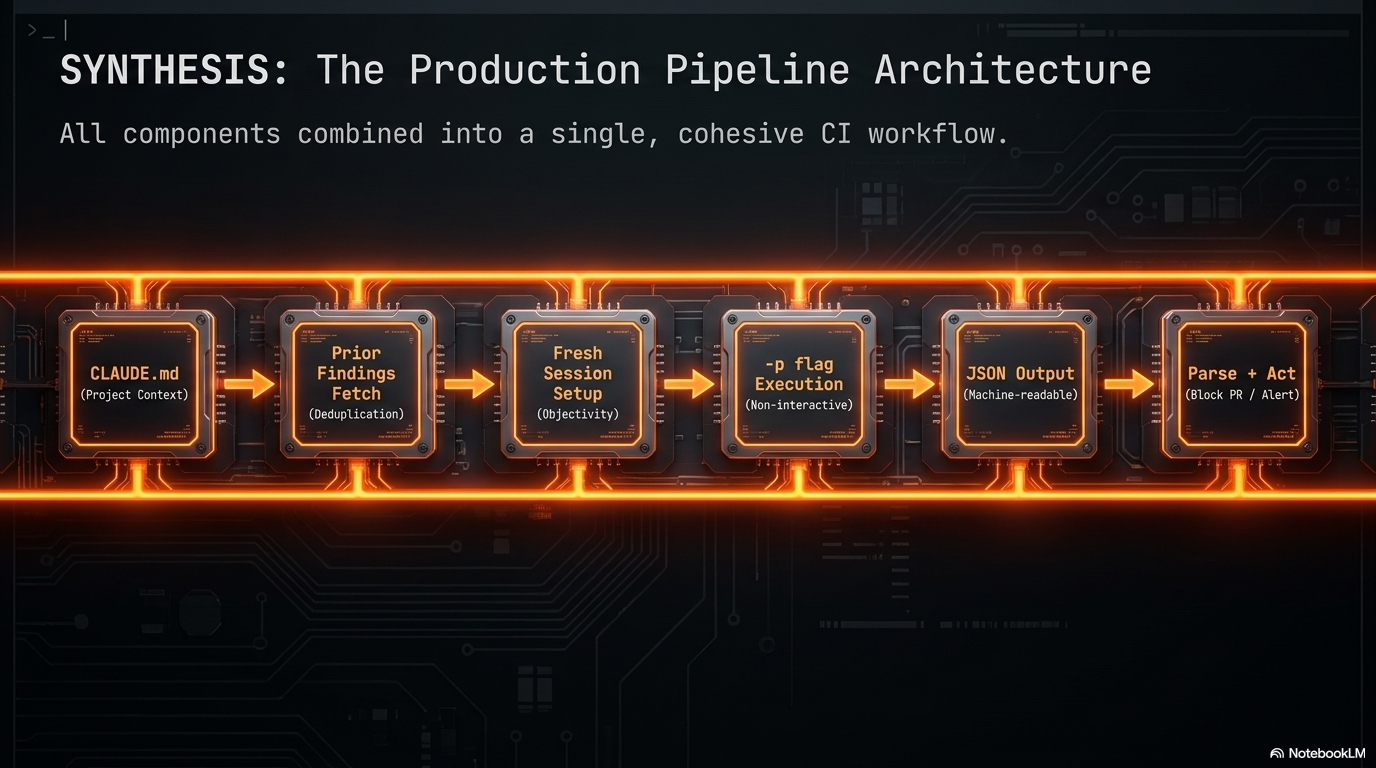 >_|
SYNTHESIS: The Production Pipeline Architecture
All components combined into a single, cohesive CI workflow.
CLAUDE.md
(Project Context)
Prior
Findings
Fetch
(Deduplication)
Fresh
Session
Setup
(Objectivity)
-p flag
Execution
(Non-interactive)
JSON Output
(Machine-readable)
Parse + Act
(Block PR / Alert)
NotebookLM